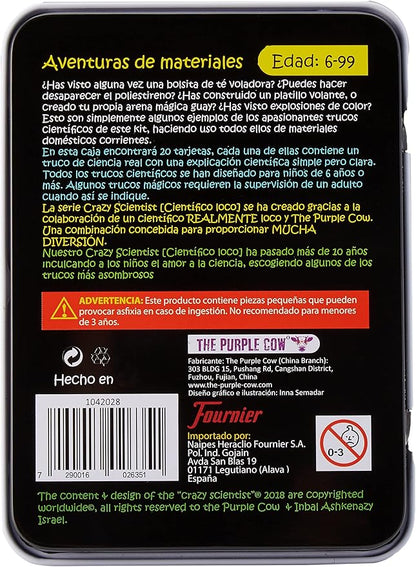 Aventuras de materiales
Edad: 6-99
¿Has visto alguna vez una bolsita de té voladora? ¿Puedes hacer
desaparecer el poliestireno? ¿Has construido un platillo volante, o
creado tu propia arena mágica guay? ¿Has visto explosiones de color?
Esto son simplemente algunos ejemplos de los apasionantes trucos
científicos de este kit, haciendo uso todos ellos de materiales
domésticos corrientes.
En esta caja encontrará 20 tarjetas, cada una de ellas contiene un
truco de ciencia real con una explicación científica simple pero clara.
Todos los trucos científicos se han diseñado para niños de 6 años o
más. Algunos trucos mágicos requieren la supervisión de un adulto
cuando así se indique.
La serie Crazy Scientist [Científico loco] se ha creado gracias a la
colaboración de un científico REALMENTE loco y The Purple Cow.
Una combinación concebida para proporcionar MUCHA
DIVERSIÓN.
Nuestro Crazy Scientist [Científico loco] ha pasado más de 10 años
inculcando a los niños el amor a la ciencia, escogiendo algunos de los
trucos más asombrosos
ADVERTENCIA: Este producto contiene piezas pequeñas que pueden
provocar asfixia en caso de ingestión. No recomendado para menores
de 3 años.
Hecho en
1042028
7 290016 026351
THE PURPLE COW
Fabricante: The Purple Cow (China Branch):
303 BLDG 15, Pushang Rd, Cangshan District,
Fuzhou, Fujian, China
www.the-purple-cow.com
Diseño gráfico e ilustración: Inna Semadar
Fournier
Importado por:
Naipes Heraclio Fournier S.A.
Pol. Ind. Gojain
Avda San Blas 19
01171 Legutiano (Alava )
España
0-3
The content & design of the "crazy scientist"® 2018 are copyrighted
worldwide®, all rights reserved to the Purple Cow & Inbal Ashkenazy
Israel.